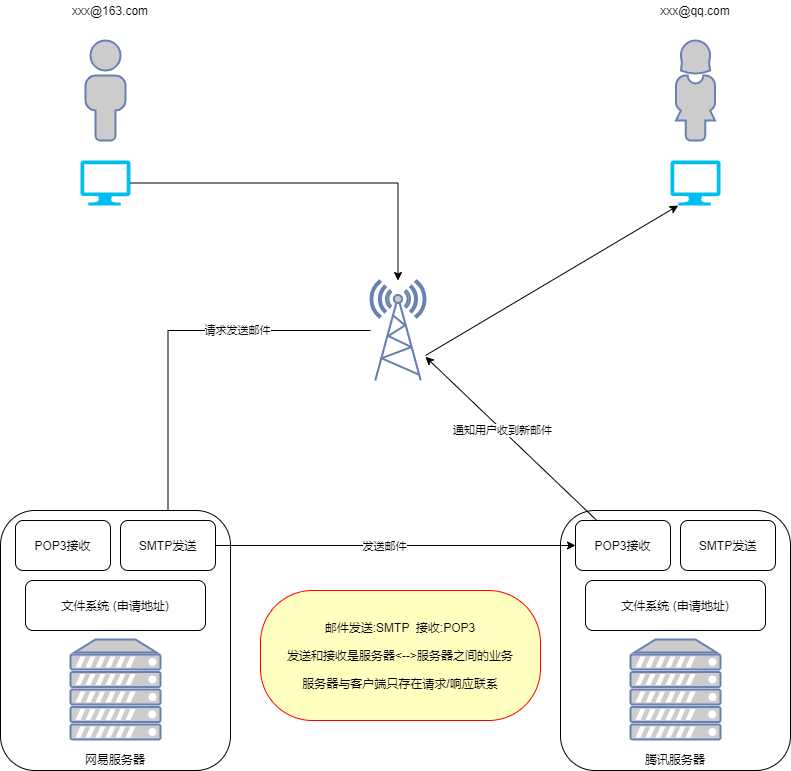 xxx@163.com
xxx@qq.com
请求发送邮件
通知用户收到新邮件
POP3接收
SMTP发送
发送邮件
POP3接收
SMTP发送
文件系统 (申请地址)
文件系统 (申请地址)
邮件发送:SMTP 接收:POP3
发送和接收是服务器<-->服务器之间的业务
服务器与客户端只存在请求/响应联系
网易服务器
腾讯服务器